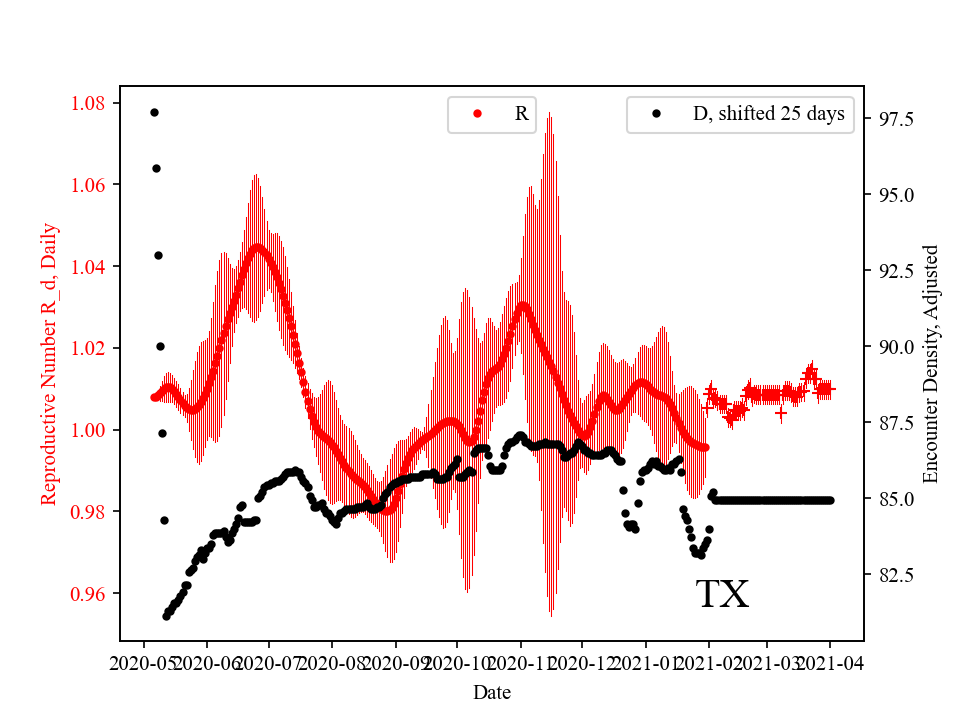 R
D, shifted 25 days
1.08
1.06
1.04
1.02
1.00
0.98
0.96
Reproductive Number R_d, Daily
97.5
95.0
92.5
90.0
87.5
85.0
82.5
Encounter Density, Adjusted
TX
2020-05 2020-06 2020-07 2020-08 2020-09 2020-10 2020-11 2020-12 2021-01 2021-02 2021-03 2021-04
Date